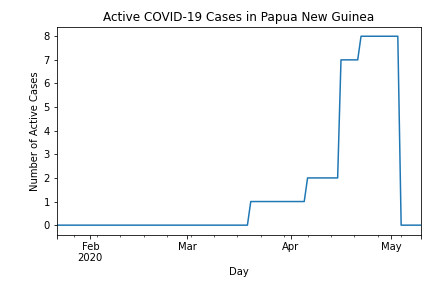 Active COVID-19 Cases in Papua New Guinea
8
7
6
5
4
3
2
1
0
Number of Active Cases
Feb Mar Apr May
2020
Day